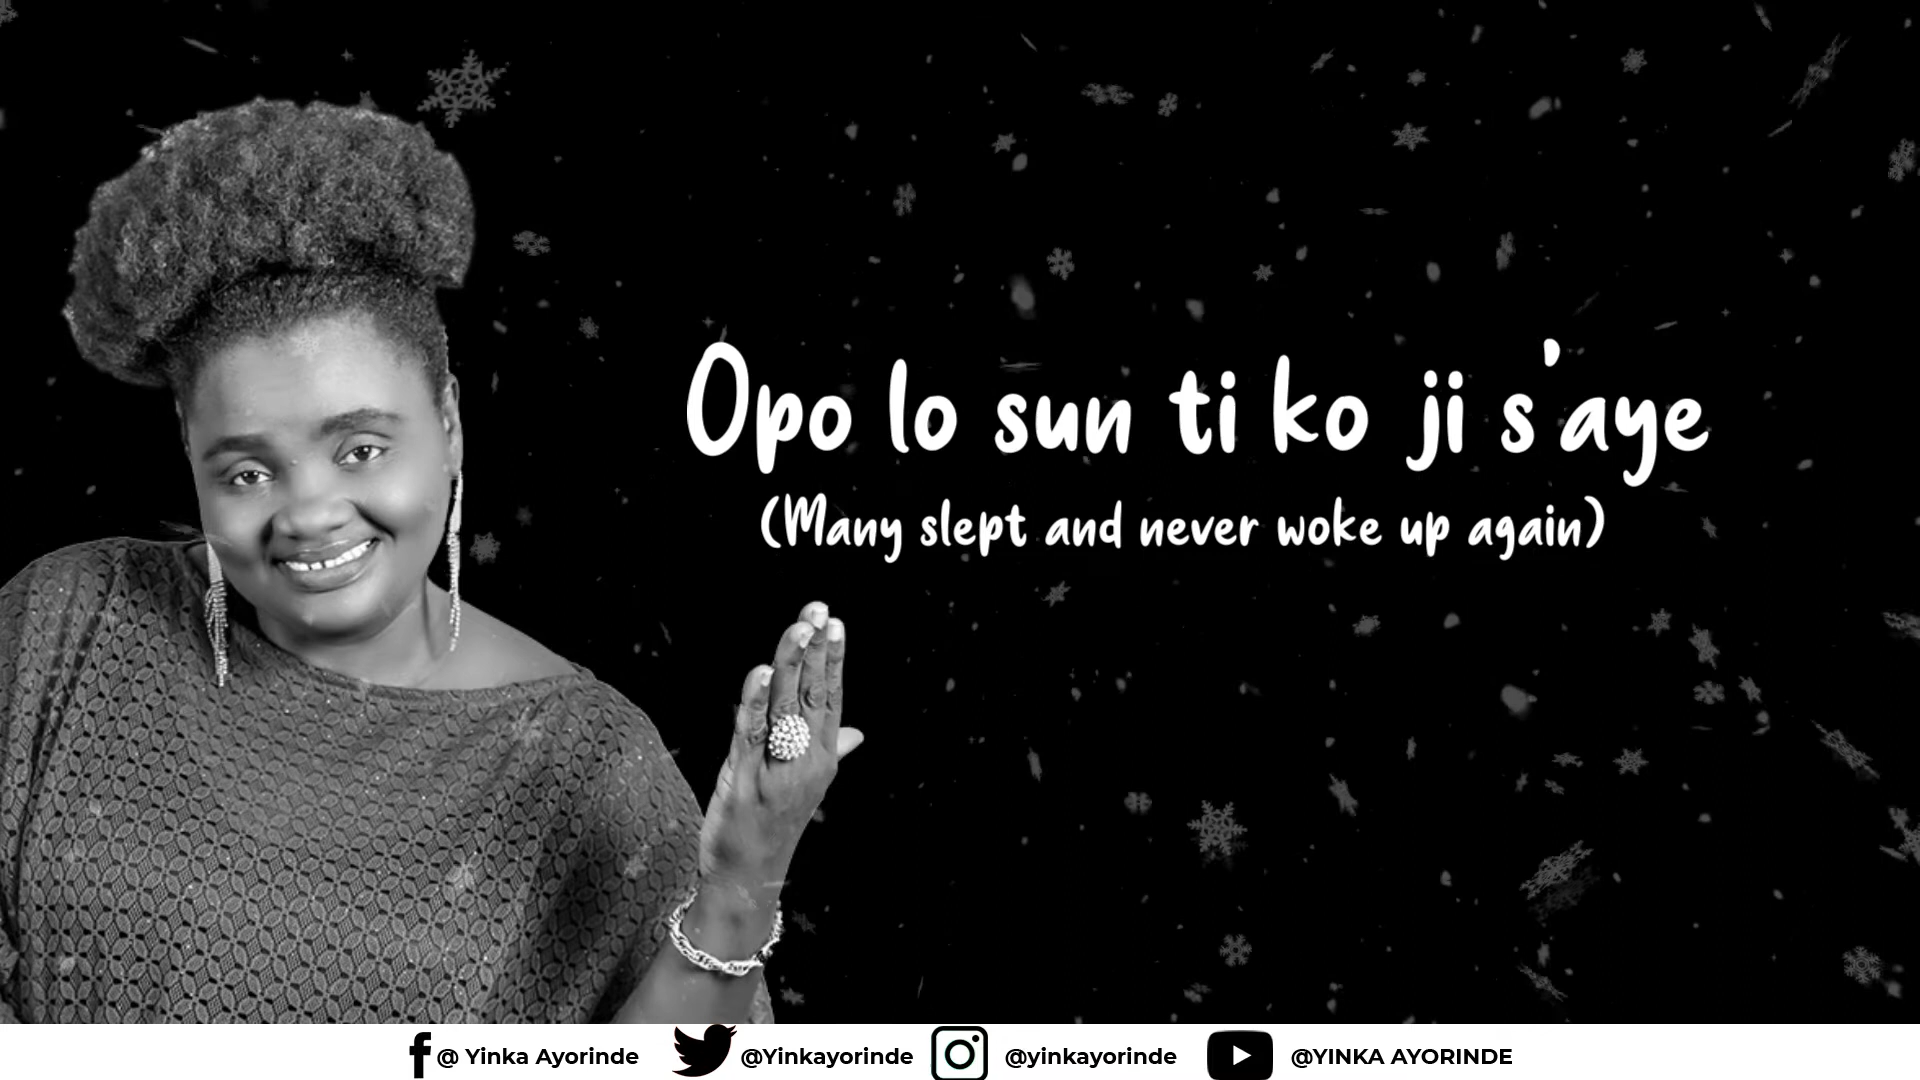 Opo lo sun ti ko ji s'aye
(Many slept and never woke up again)
@ Yinka Ayorinde @Yinkayorinde @yinkayorinde @YINKA AYORINDE